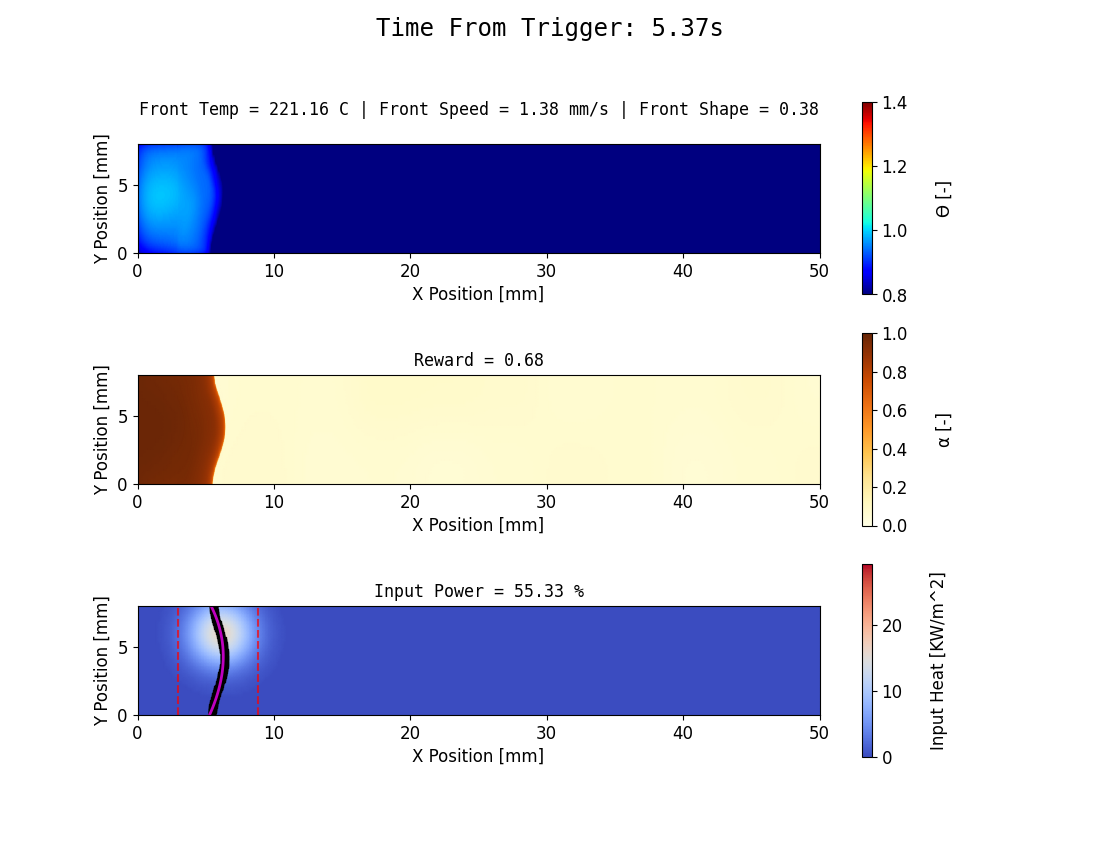 Time From Trigger: 5.37s
Front Temp = 221.16 C | Front Speed = 1.38 mm/s | Front Shape = 0.38
Y Position [mm]
5
0
0 10 20 30 40 50
X Position [mm]
1.4
1.2
1.0
0.8
Θ [-]
Reward = 0.68
Y Position [mm]
5
0
0 10 20 30 40 50
X Position [mm]
1.0
0.8
0.6
0.4
0.2
0.0
α [-]
Input Power = 55.33 %
Y Position [mm]
5
0
0 10 20 30 40 50
X Position [mm]
20
10
0
Input Heat [KW/m^2]